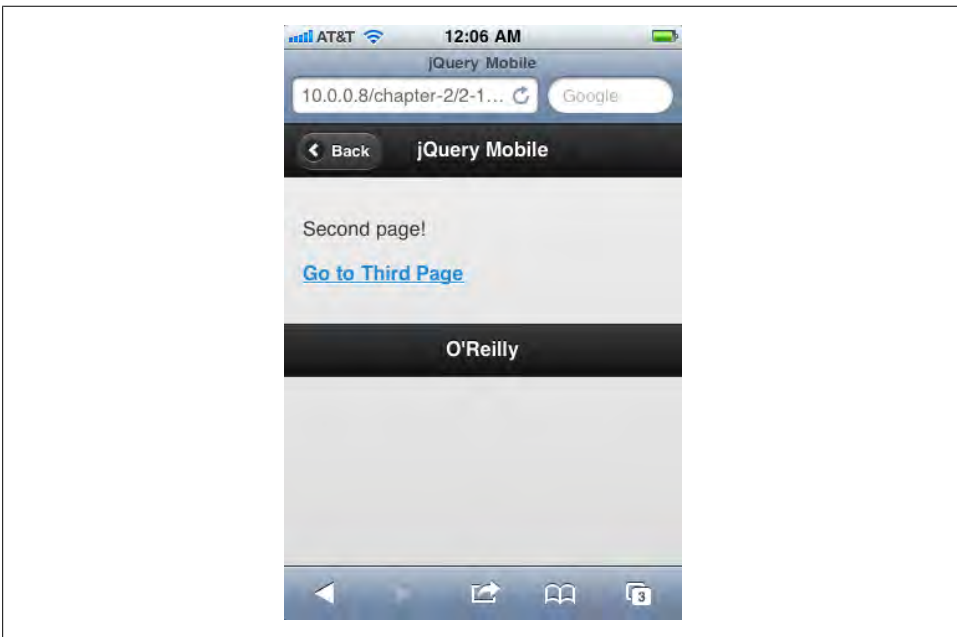 AT&T 12:06 AM
jQuery Mobile
10.0.0.8/chapter-2/2-1... Google
Back jQuery Mobile
Second page!
Go to Third Page
O'Reilly
3